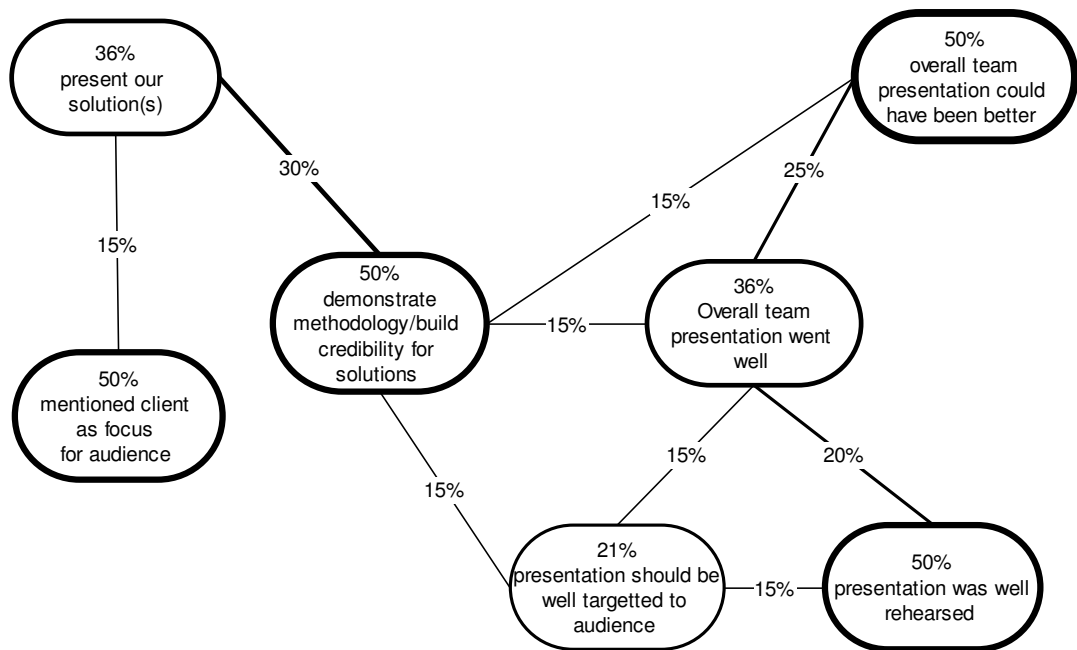 36%
present our
solution(s)
50%
overall team
presentation could
have been better
30%
25%
15%
15%
50%
demonstrate
methodology/build
credibility for
solutions
15%
36%
Overall team
presentation went
well
50%
mentioned client
as focus
for audience
15%
15%
20%
21%
presentation should be
well targetted to
audience
15%
50%
presentation was well
rehearsed